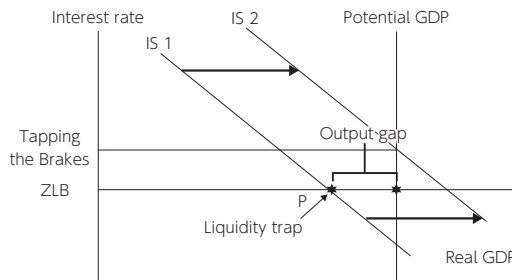 Interest rate
IS 2
Potential GDP
IS 1
Output gap
Tapping
the Brakes
ZLB
P
Liquidity trap
Real GDP